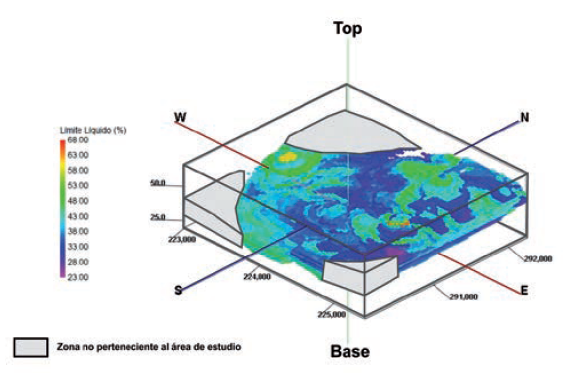 Top
W
N
Límite Líquido (%)
68.00
63.00
58.00
53.00
48.00
43.00
38.00
33.00
28.00
23.00
50.0
25.0
223,000
224,000
225,000
S
292,000
291,000
E
Base
Zona no perteneciente al área de estudio